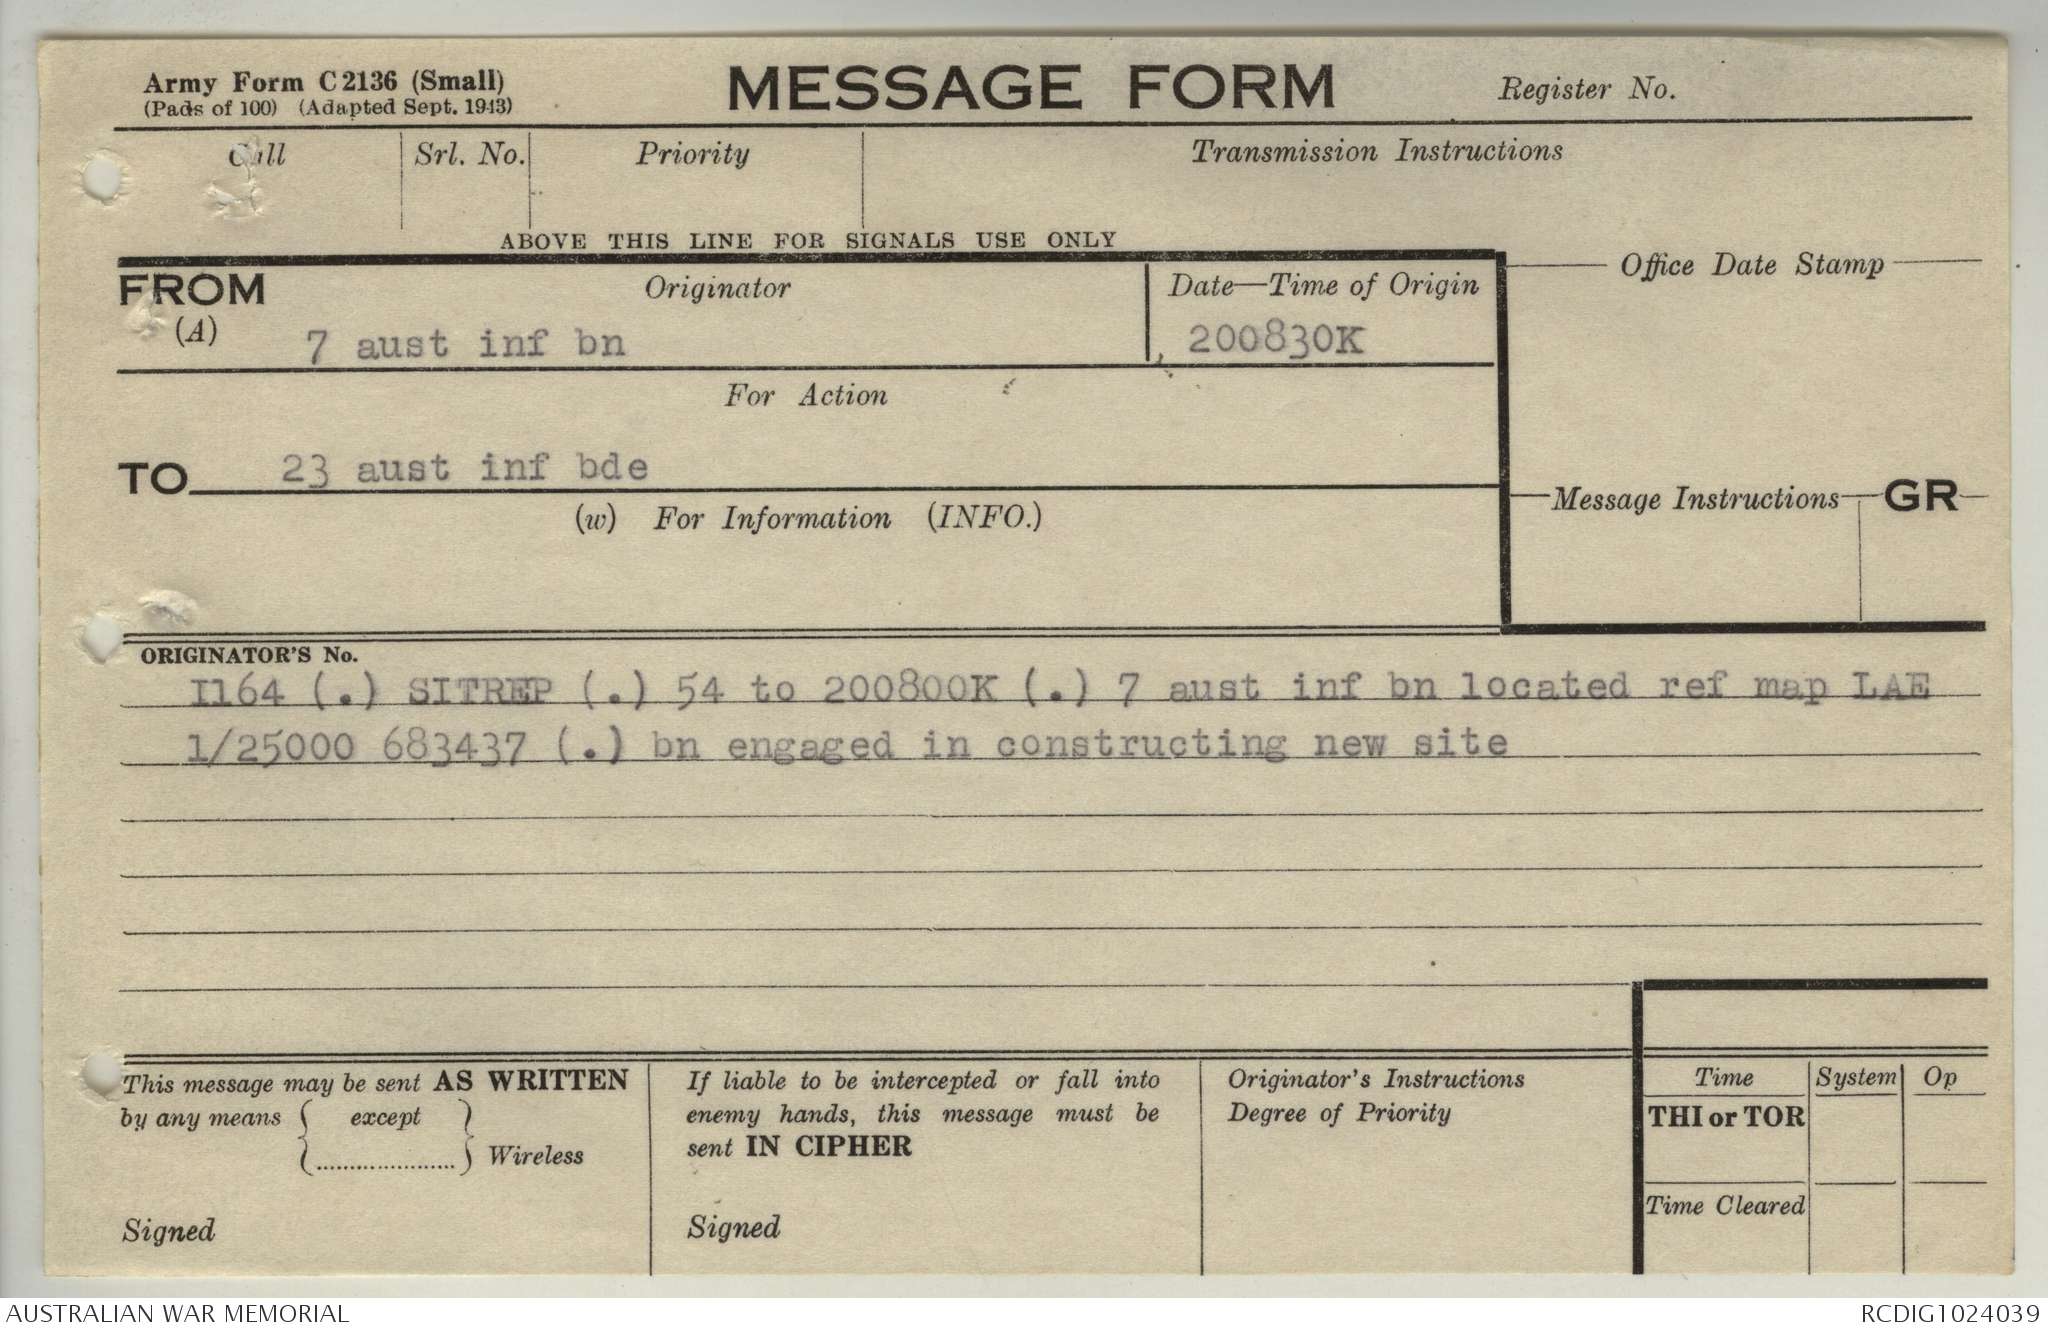 Army Form C 2136 (Small)
(Pads of 100) (Adapted Sept. 1943)
MESSAGE FORM
Register No.
Call
Srl. No.
Priority
Transmission Instructions
ABOVE THIS LINE FOR SIGNALS USE ONLY
FROM
(A)
Originator
7 aust inf bn
Date—Time of Origin
200830K
Office Date Stamp
For Action
TO
23 aust inf bde
(w) For Information (INFO.)
Message Instructions
GR
ORIGINATOR'S No.
I164 (.) SITREP (.) 54 to 200800K (.) 7 aust inf bn located ref map LAE
1/25000 683437 (.) bn engaged in constructing new site
This message may be sent AS WRITTEN
by any means { except }
{ ..................... } Wireless
Signed
If liable to be intercepted or fall into
enemy hands, this message must be
sent IN CIPHER
Signed
Originator's Instructions
Degree of Priority
Time
System
Op
THI or TOR
Time Cleared
AUSTRALIAN WAR MEMORIAL
RCDIG1024039